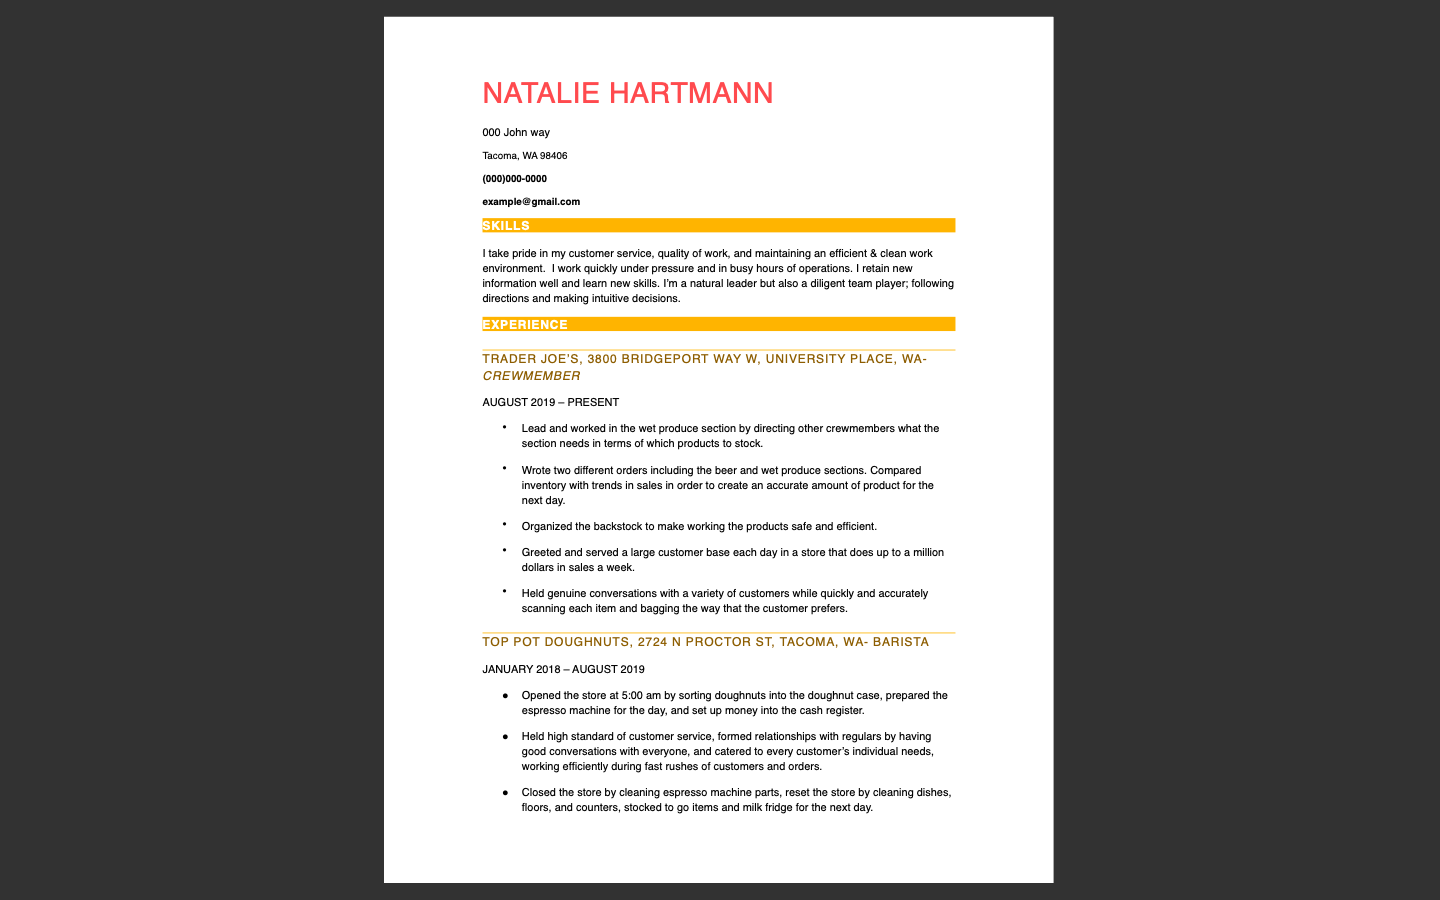 NATALIE HARTMANN
000 John way
Tacoma, WA 98406
(000)000-0000
example@gmail.com
SKILLS
I take pride in my customer service, quality of work, and maintaining an efficient & clean work
environment.  I work quickly under pressure and in busy hours of operations. I retain new
information well and learn new skills. I'm a natural leader but also a diligent team player; following
directions and making intuitive decisions.
EXPERIENCE
TRADER JOE'S, 3800 BRIDGEPORT WAY W, UNIVERSITY PLACE, WA-
CREWMEMBER
AUGUST 2019 – PRESENT
• Lead and worked in the wet produce section by directing other crewmembers what the
section needs in terms of which products to stock.
• Wrote two different orders including the beer and wet produce sections. Compared
inventory with trends in sales in order to create an accurate amount of product for the
next day.
• Organized the backstock to make working the products safe and efficient.
• Greeted and served a large customer base each day in a store that does up to a million
dollars in sales a week.
• Held genuine conversations with a variety of customers while quickly and accurately
scanning each item and bagging the way that the customer prefers.
TOP POT DOUGHNUTS, 2724 N PROCTOR ST, TACOMA, WA- BARISTA
JANUARY 2018 – AUGUST 2019
● Opened the store at 5:00 am by sorting doughnuts into the doughnut case, prepared the
espresso machine for the day, and set up money into the cash register.
● Held high standard of customer service, formed relationships with regulars by having
good conversations with everyone, and catered to every customer's individual needs,
working efficiently during fast rushes of customers and orders.
● Closed the store by cleaning espresso machine parts, reset the store by cleaning dishes,
floors, and counters, stocked to go items and milk fridge for the next day.